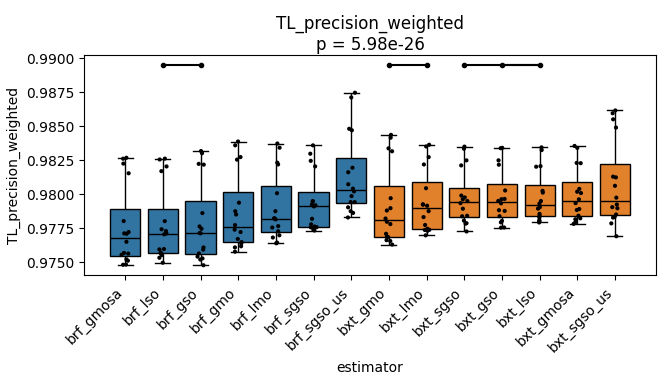 TL_precision_weighted
p = 5.98e-26
TL_precision_weighted
0.9900
0.9875
0.9850
0.9825
0.9800
0.9775
0.9750
brf_gmosa
brf_lso
brf_gso
brf_gmo
brf_lmo
brf_sgso
brf_sgso_us
bxt_gmo
bxt_lmo
bxt_sgso
bxt_gso
bxt_lso
bxt_gmosa
bxt_sgso_us
estimator